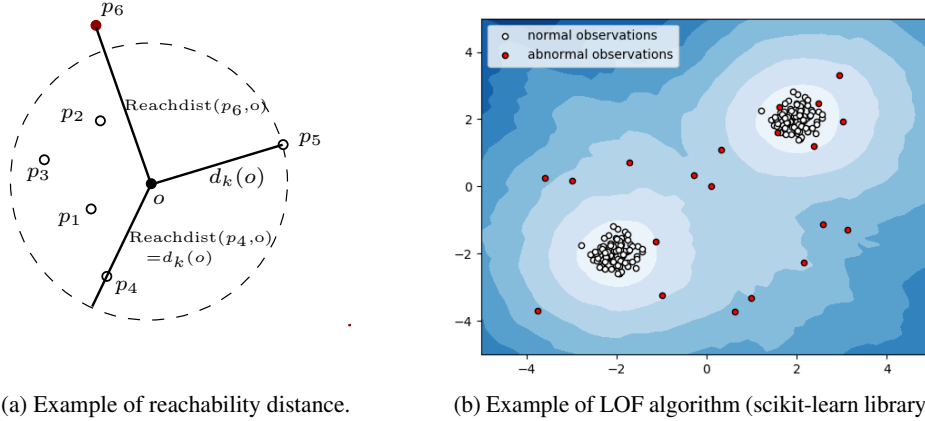 p₆
Reachdist(p₆,o)
p₂
p₅
p₃
dₖ(o)
o
p₁
Reachdist(p₄,o)
=dₖ(o)
p₄
(a) Example of reachability distance.
normal observations
abnormal observations
4
2
0
−2
−4
−4 −2 0 2 4
(b) Example of LOF algorithm (scikit-learn library